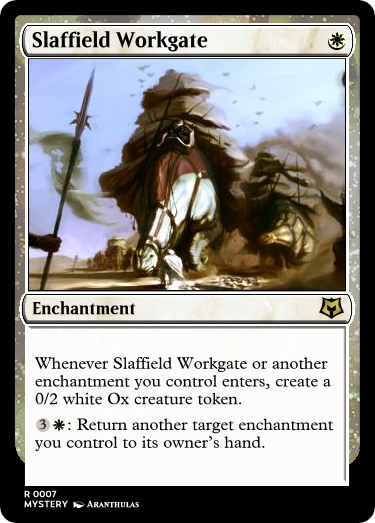 Slaffield Workgate
Enchantment
Whenever Slaffield Workgate or another
enchantment you control enters, create a
0/2 white Ox creature token.
3: Return another target enchantment
you control to its owner's hand.
R 0007
MYSTERY Aranthulas